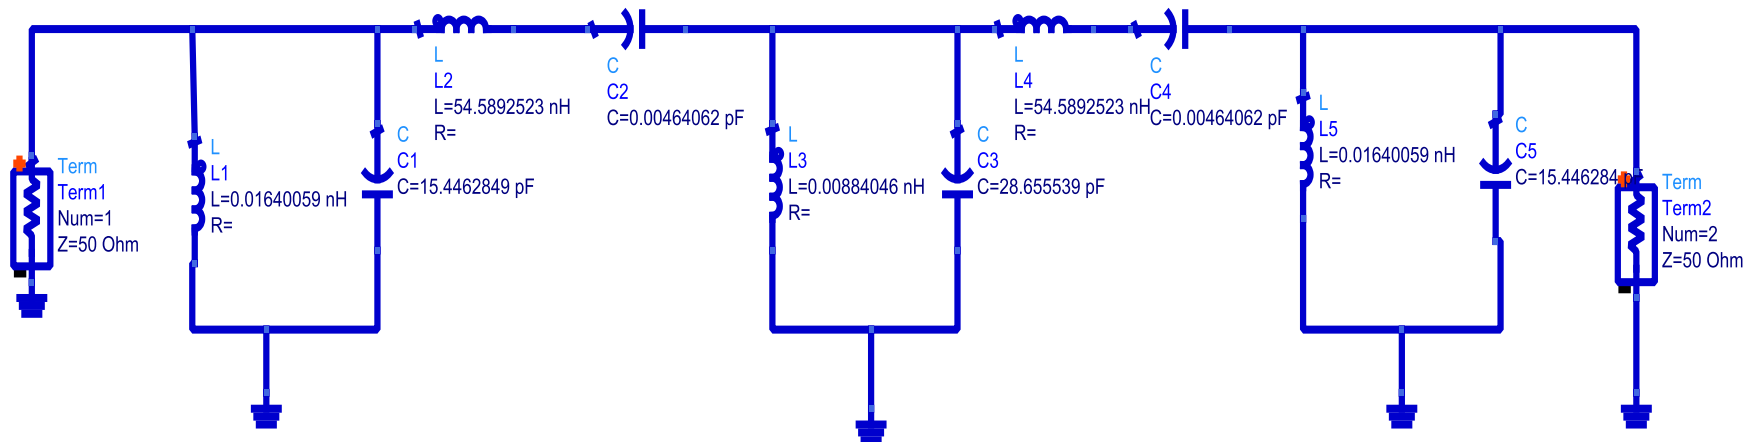 Term
Term1
Num=1
Z=50 Ohm
L
L1
L=0.01640059 nH
R=
C
C1
C=15.4462849 pF
L
L2
L=54.5892523 nH
R=
C
C2
C=0.00464062 pF
L
L3
L=0.00884046 nH
R=
C
C3
C=28.655539 pF
L
L4
L=54.5892523 nH
R=
C
C4
C=0.00464062 pF
L
L5
L=0.01640059 nH
R=
C
C5
C=15.446284
Term
Term2
Num=2
Z=50 Ohm